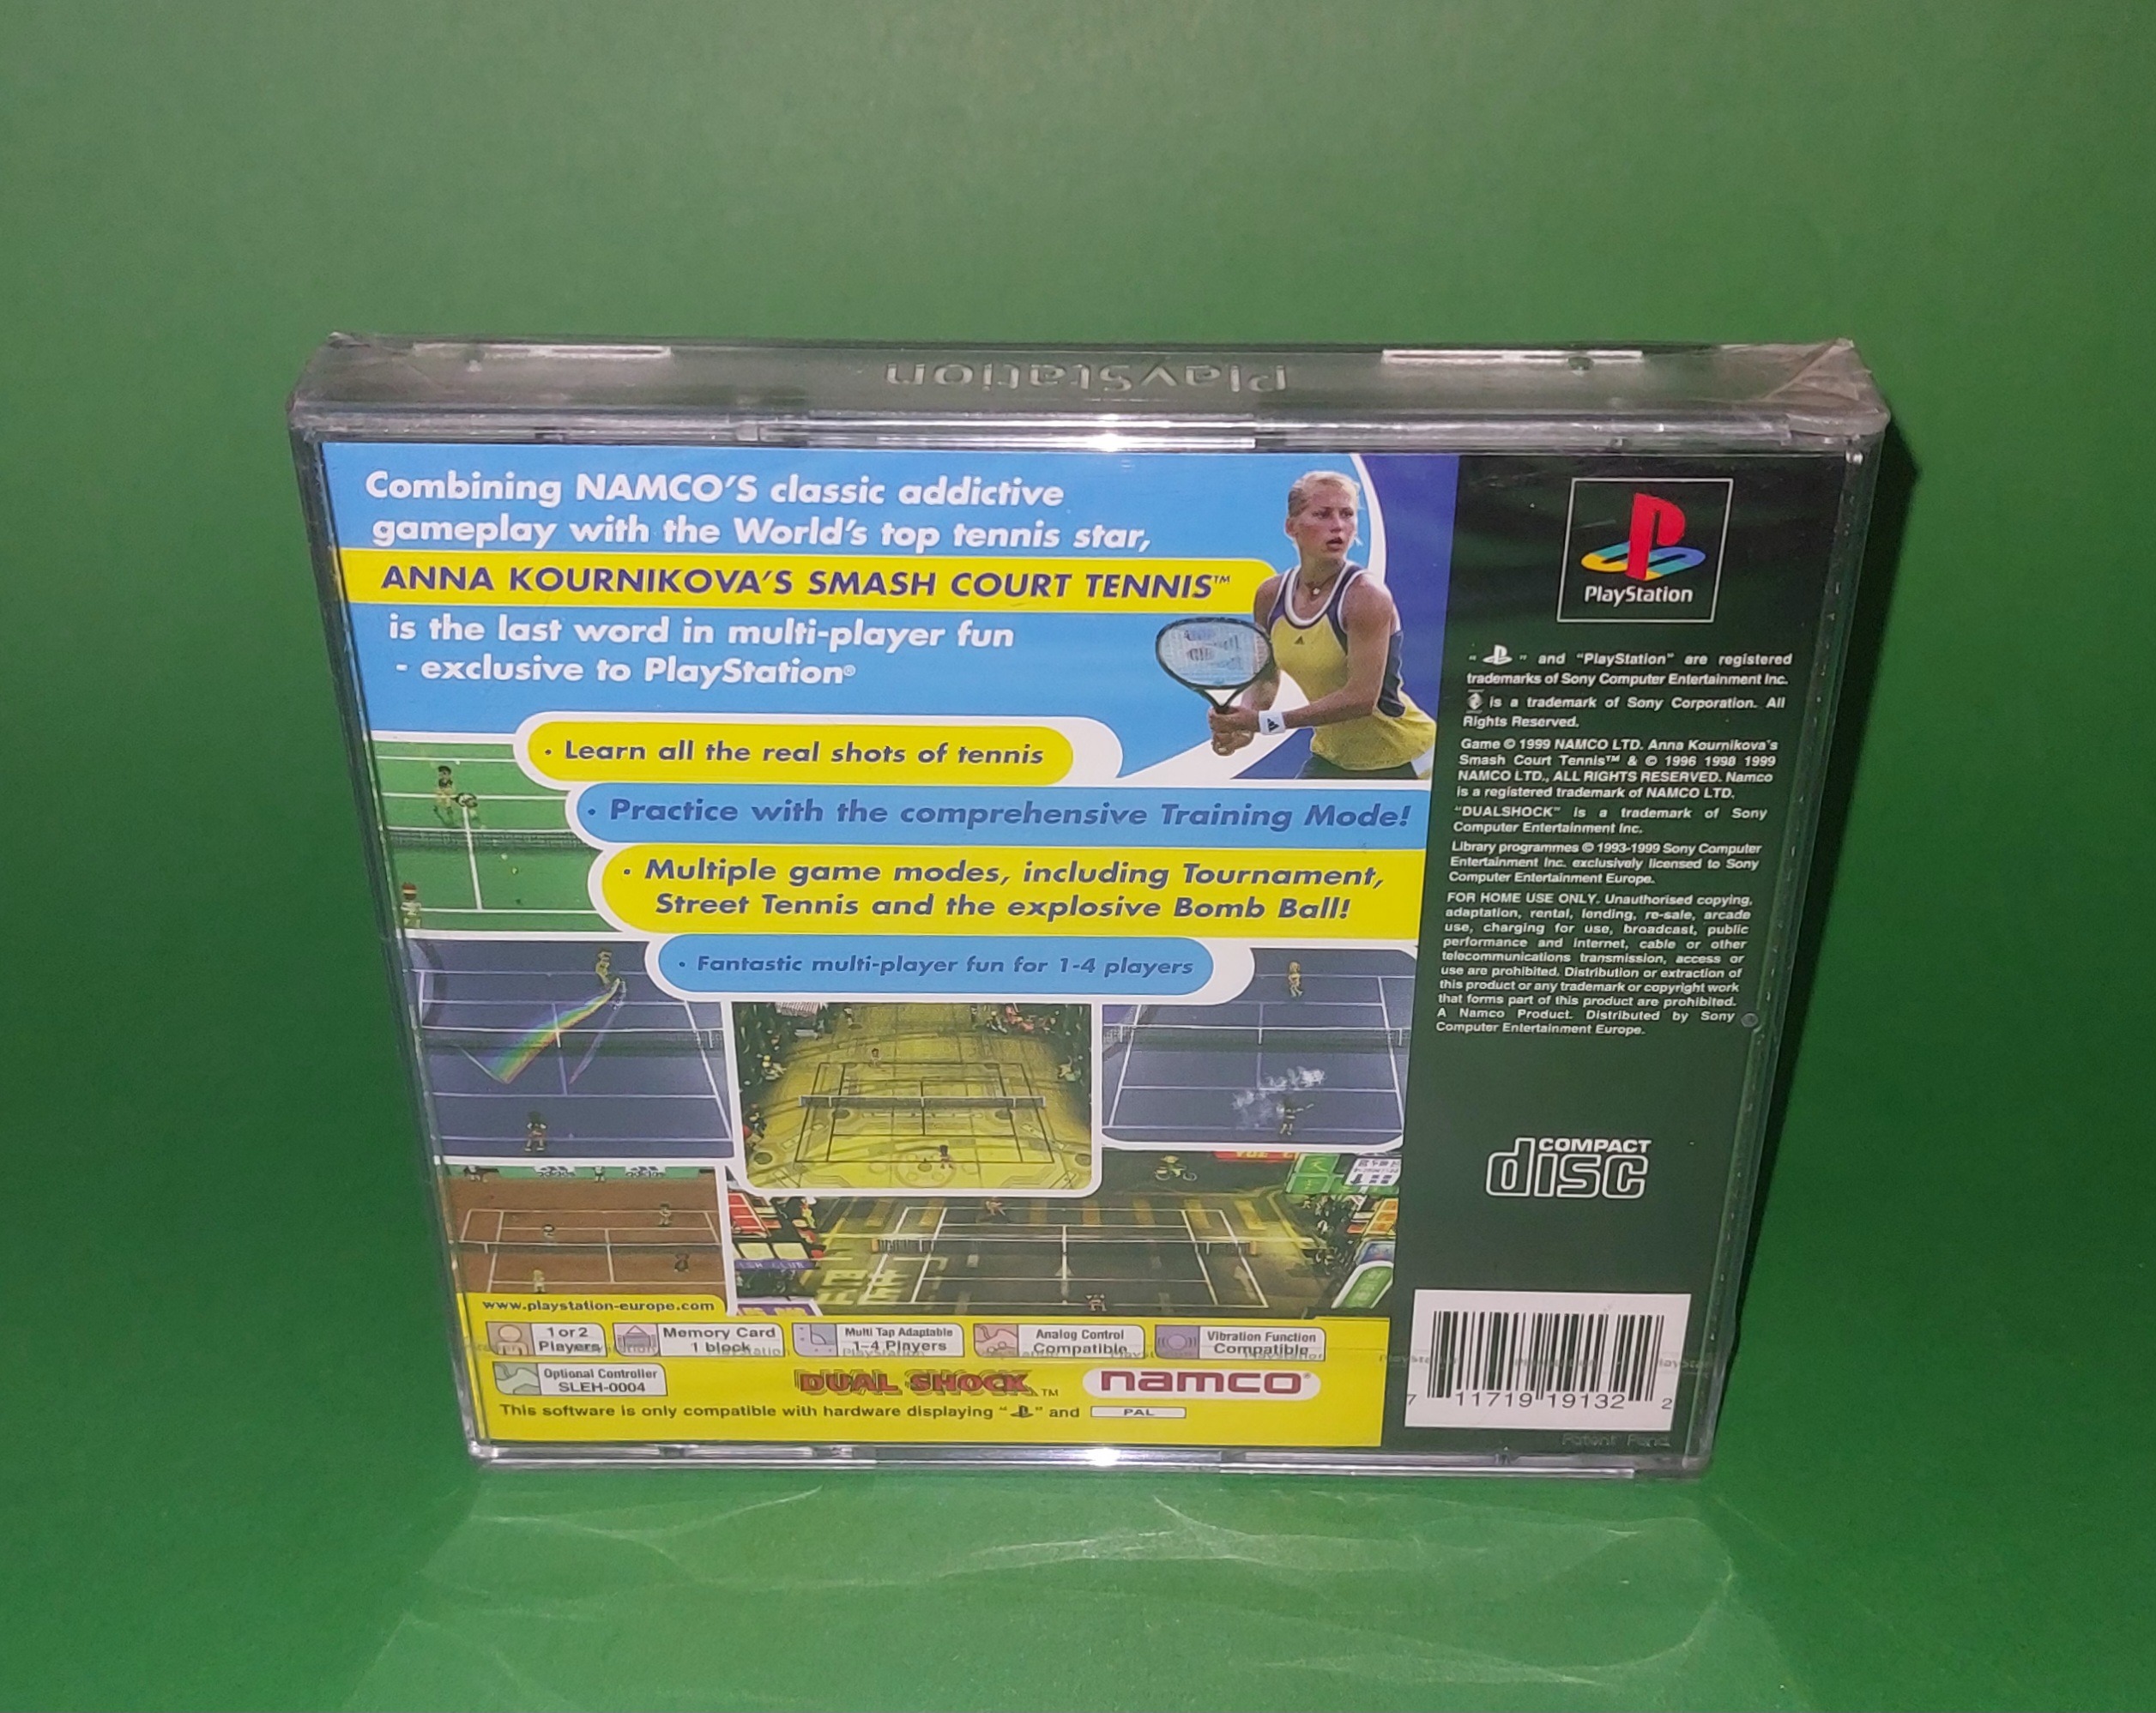 PlayStation
Combining NAMCO'S classic addictive
gameplay with the World's top tennis star,
ANNA KOURNIKOVA'S SMASH COURT TENNIS™
is the last word in multi-player fun
- exclusive to PlayStation®
• Learn all the real shots of tennis
• Practice with the comprehensive Training Mode!
• Multiple game modes, including Tournament,
Street Tennis and the explosive Bomb Ball!
• Fantastic multi-player fun for 1-4 players
www.playstation-europe.com
1 or 2
Players
Memory Card
1 block
Multi Tap Adaptable
1-4 Players
Analog Control
Compatible
Vibration Function
Compatible
Optional Controller
SLEH-0004
DUAL SHOCK™
namco®
This software is only compatible with hardware displaying " " and PAL
PlayStation
" " and "PlayStation" are registered
trademarks of Sony Computer Entertainment Inc.
is a trademark of Sony Corporation. All
Rights Reserved.
Game © 1999 NAMCO LTD. Anna Kournikova's
Smash Court Tennis™ & © 1996 1998 1999
NAMCO LTD., ALL RIGHTS RESERVED. Namco
is a registered trademark of NAMCO LTD.
"DUALSHOCK" is a trademark of Sony
Computer Entertainment Inc.
Library programmes © 1993-1999 Sony Computer
Entertainment Inc. exclusively licensed to Sony
Computer Entertainment Europe.
FOR HOME USE ONLY. Unauthorised copying,
adaptation, rental, lending, re-sale, arcade
use, charging for use, broadcast, public
performance and internet, cable or other
telecommunications transmission, access or
use are prohibited. Distribution or extraction of
this product or any trademark or copyright work
that forms part of this product are prohibited.
A Namco Product. Distributed by Sony
Computer Entertainment Europe.
COMPACT
disc
7 11719 19132 2
Patent Pend.